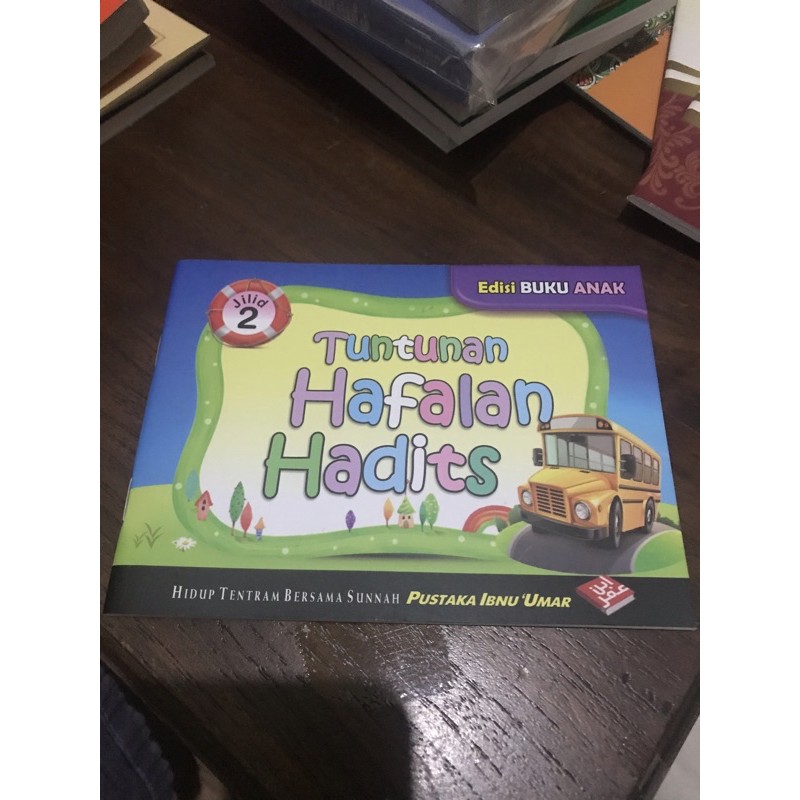 Jilid
2
Edisi BUKU ANAK
Tuntunan
Hafalan
Hadits
HIDUP TENTRAM BERSAMA SUNNAH PUSTAKA IBNU 'UMAR